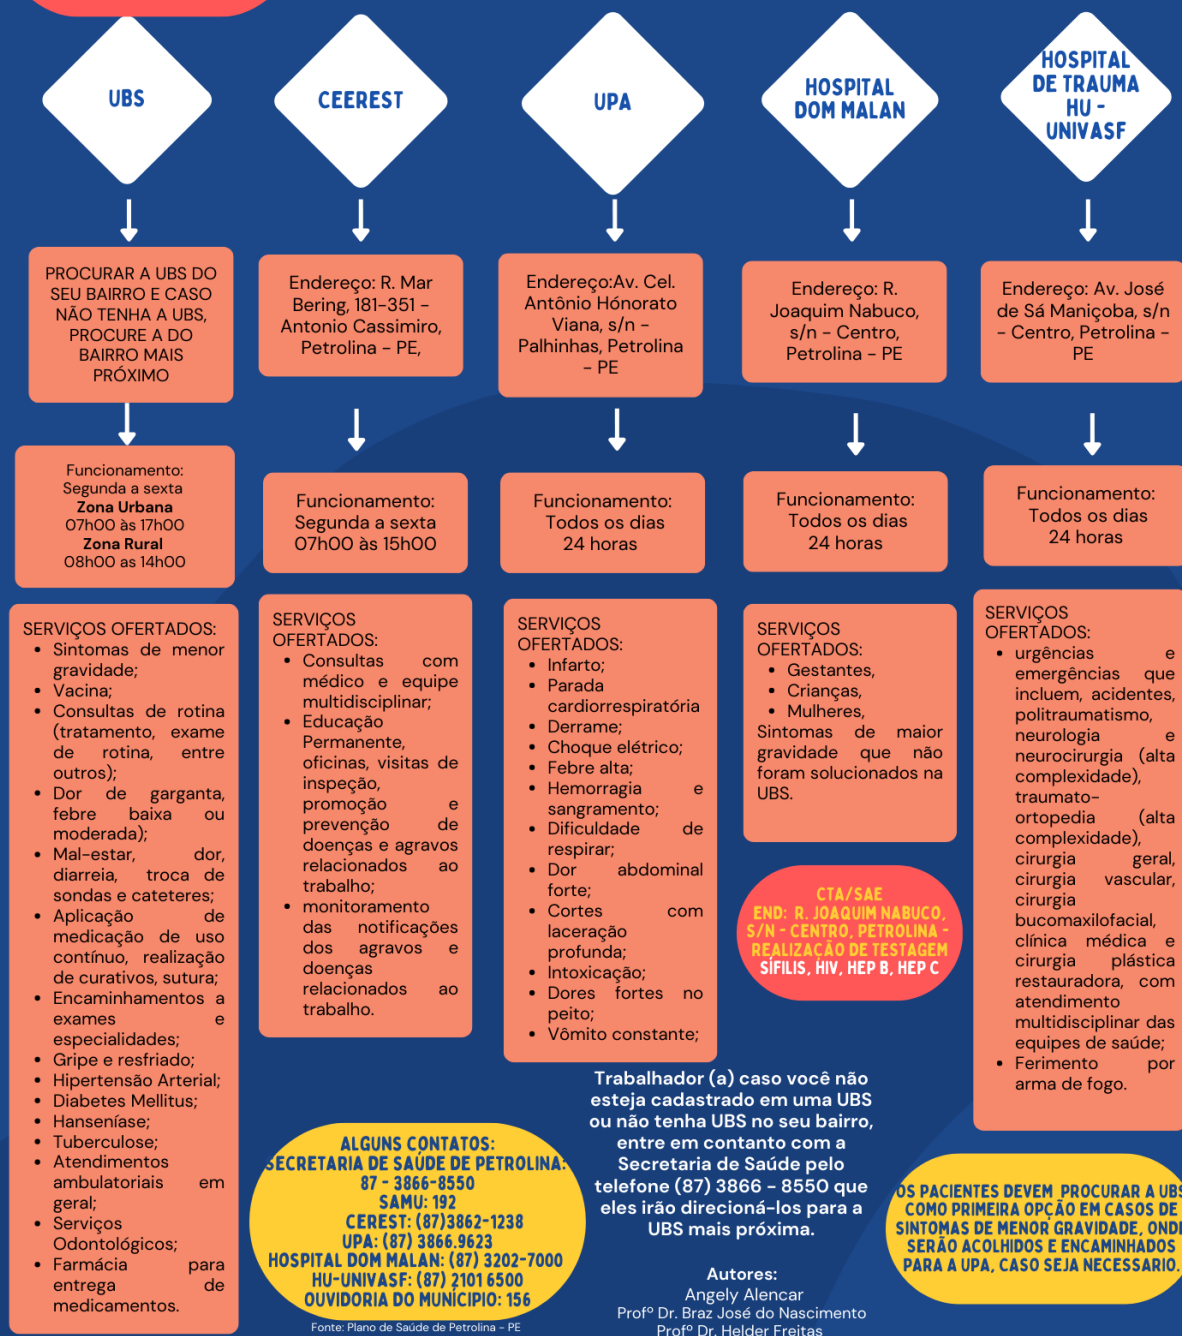 UBS
PROCURAR A UBS DO
SEU BAIRRO E CASO
NÃO TENHA A UBS,
PROCURE A DO
BAIRRO MAIS
PRÓXIMO
Funcionamento:
Segunda a sexta
Zona Urbana
07h00 às 17h00
Zona Rural
08h00 as 14h00
SERVIÇOS OFERTADOS:
• Sintomas de menor
gravidade;
• Vacina;
• Consultas de rotina
(tratamento, exame
de rotina, entre
outros);
• Dor de garganta,
febre baixa ou
moderada);
• Mal-estar, dor,
diarreia, troca de
sondas e cateteres;
• Aplicação de
medicação de uso
contínuo, realização
de curativos, sutura;
• Encaminhamentos a
exames e
especialidades;
• Gripe e resfriado;
• Hipertensão Arterial;
• Diabetes Mellitus;
• Hanseníase;
• Tuberculose;
• Atendimentos
ambulatoriais em
geral;
• Serviços
Odontológicos;
• Farmácia para
entrega de
medicamentos.
CEEREST
Endereço: R. Mar
Bering, 181-351 -
Antonio Cassimiro,
Petrolina - PE,
Funcionamento:
Segunda a sexta
07h00 às 15h00
SERVIÇOS
OFERTADOS:
• Consultas com
médico e equipe
multidisciplinar;
• Educação
Permanente,
oficinas, visitas de
inspeção,
promoção e
prevenção de
doenças e agravos
relacionados ao
trabalho;
• monitoramento
das notificações
dos agravos e
doenças
relacionados ao
trabalho.
UPA
Endereço:Av. Cel.
Antônio Hónorato
Viana, s/n -
Palhinhas, Petrolina
- PE
Funcionamento:
Todos os dias
24 horas
SERVIÇOS
OFERTADOS:
• Infarto;
• Parada
cardiorrespiratória
• Derrame;
• Choque elétrico;
• Febre alta;
• Hemorragia e
sangramento;
• Dificuldade de
respirar;
• Dor abdominal
forte;
• Cortes com
laceração
profunda;
• Intoxicação;
• Dores fortes no
peito;
• Vômito constante;
HOSPITAL
DOM MALAN
Endereço: R.
Joaquim Nabuco,
s/n - Centro,
Petrolina - PE
Funcionamento:
Todos os dias
24 horas
SERVIÇOS
OFERTADOS:
• Gestantes,
• Crianças,
• Mulheres,
Sintomas de maior
gravidade que não
foram solucionados na
UBS.
CTA/SAE
END: R. JOAQUIM NABUCO,
S/N - CENTRO, PETROLINA -
REALIZAÇÃO DE TESTAGEM
SÍFILIS, HIV, HEP B, HEP C
HOSPITAL
DE TRAUMA
HU -
UNIVASF
Endereço: Av. José
de Sá Maniçoba, s/n
- Centro, Petrolina -
PE
Funcionamento:
Todos os dias
24 horas
SERVIÇOS
OFERTADOS:
• urgências e
emergências que
incluem, acidentes,
politraumatismo,
neurologia e
neurocirurgia (alta
complexidade),
traumato-
ortopedia (alta
complexidade),
cirurgia geral,
cirurgia vascular,
cirurgia
bucomaxilofacial,
clínica médica e
cirurgia plástica
restauradora, com
atendimento
multidisciplinar das
equipes de saúde;
• Ferimento por
arma de fogo.
ALGUNS CONTATOS:
SECRETARIA DE SAÚDE DE PETROLINA:
87 - 3866-8550
SAMU: 192
CEREST: (87)3862-1238
UPA: (87) 3866.9623
HOSPITAL DOM MALAN: (87) 3202-7000
HU-UNIVASF: (87) 2101 6500
OUVIDORIA DO MUNÍCIPIO: 156
Fonte: Plano de Saúde de Petrolina - PE
Trabalhador (a) caso você não
esteja cadastrado em uma UBS
ou não tenha UBS no seu bairro,
entre em contanto com a
Secretaria de Saúde pelo
telefone (87) 3866 - 8550 que
eles irão direcioná-los para a
UBS mais próxima.
Autores:
Angely Alencar
Profº Dr. Braz José do Nascimento
Profº Dr. Helder Freitas
OS PACIENTES DEVEM PROCURAR A UBS
COMO PRIMEIRA OPÇÃO EM CASOS DE
SINTOMAS DE MENOR GRAVIDADE, ONDE
SERÃO ACOLHIDOS E ENCAMINHADOS
PARA A UPA, CASO SEJA NECESSARIO.